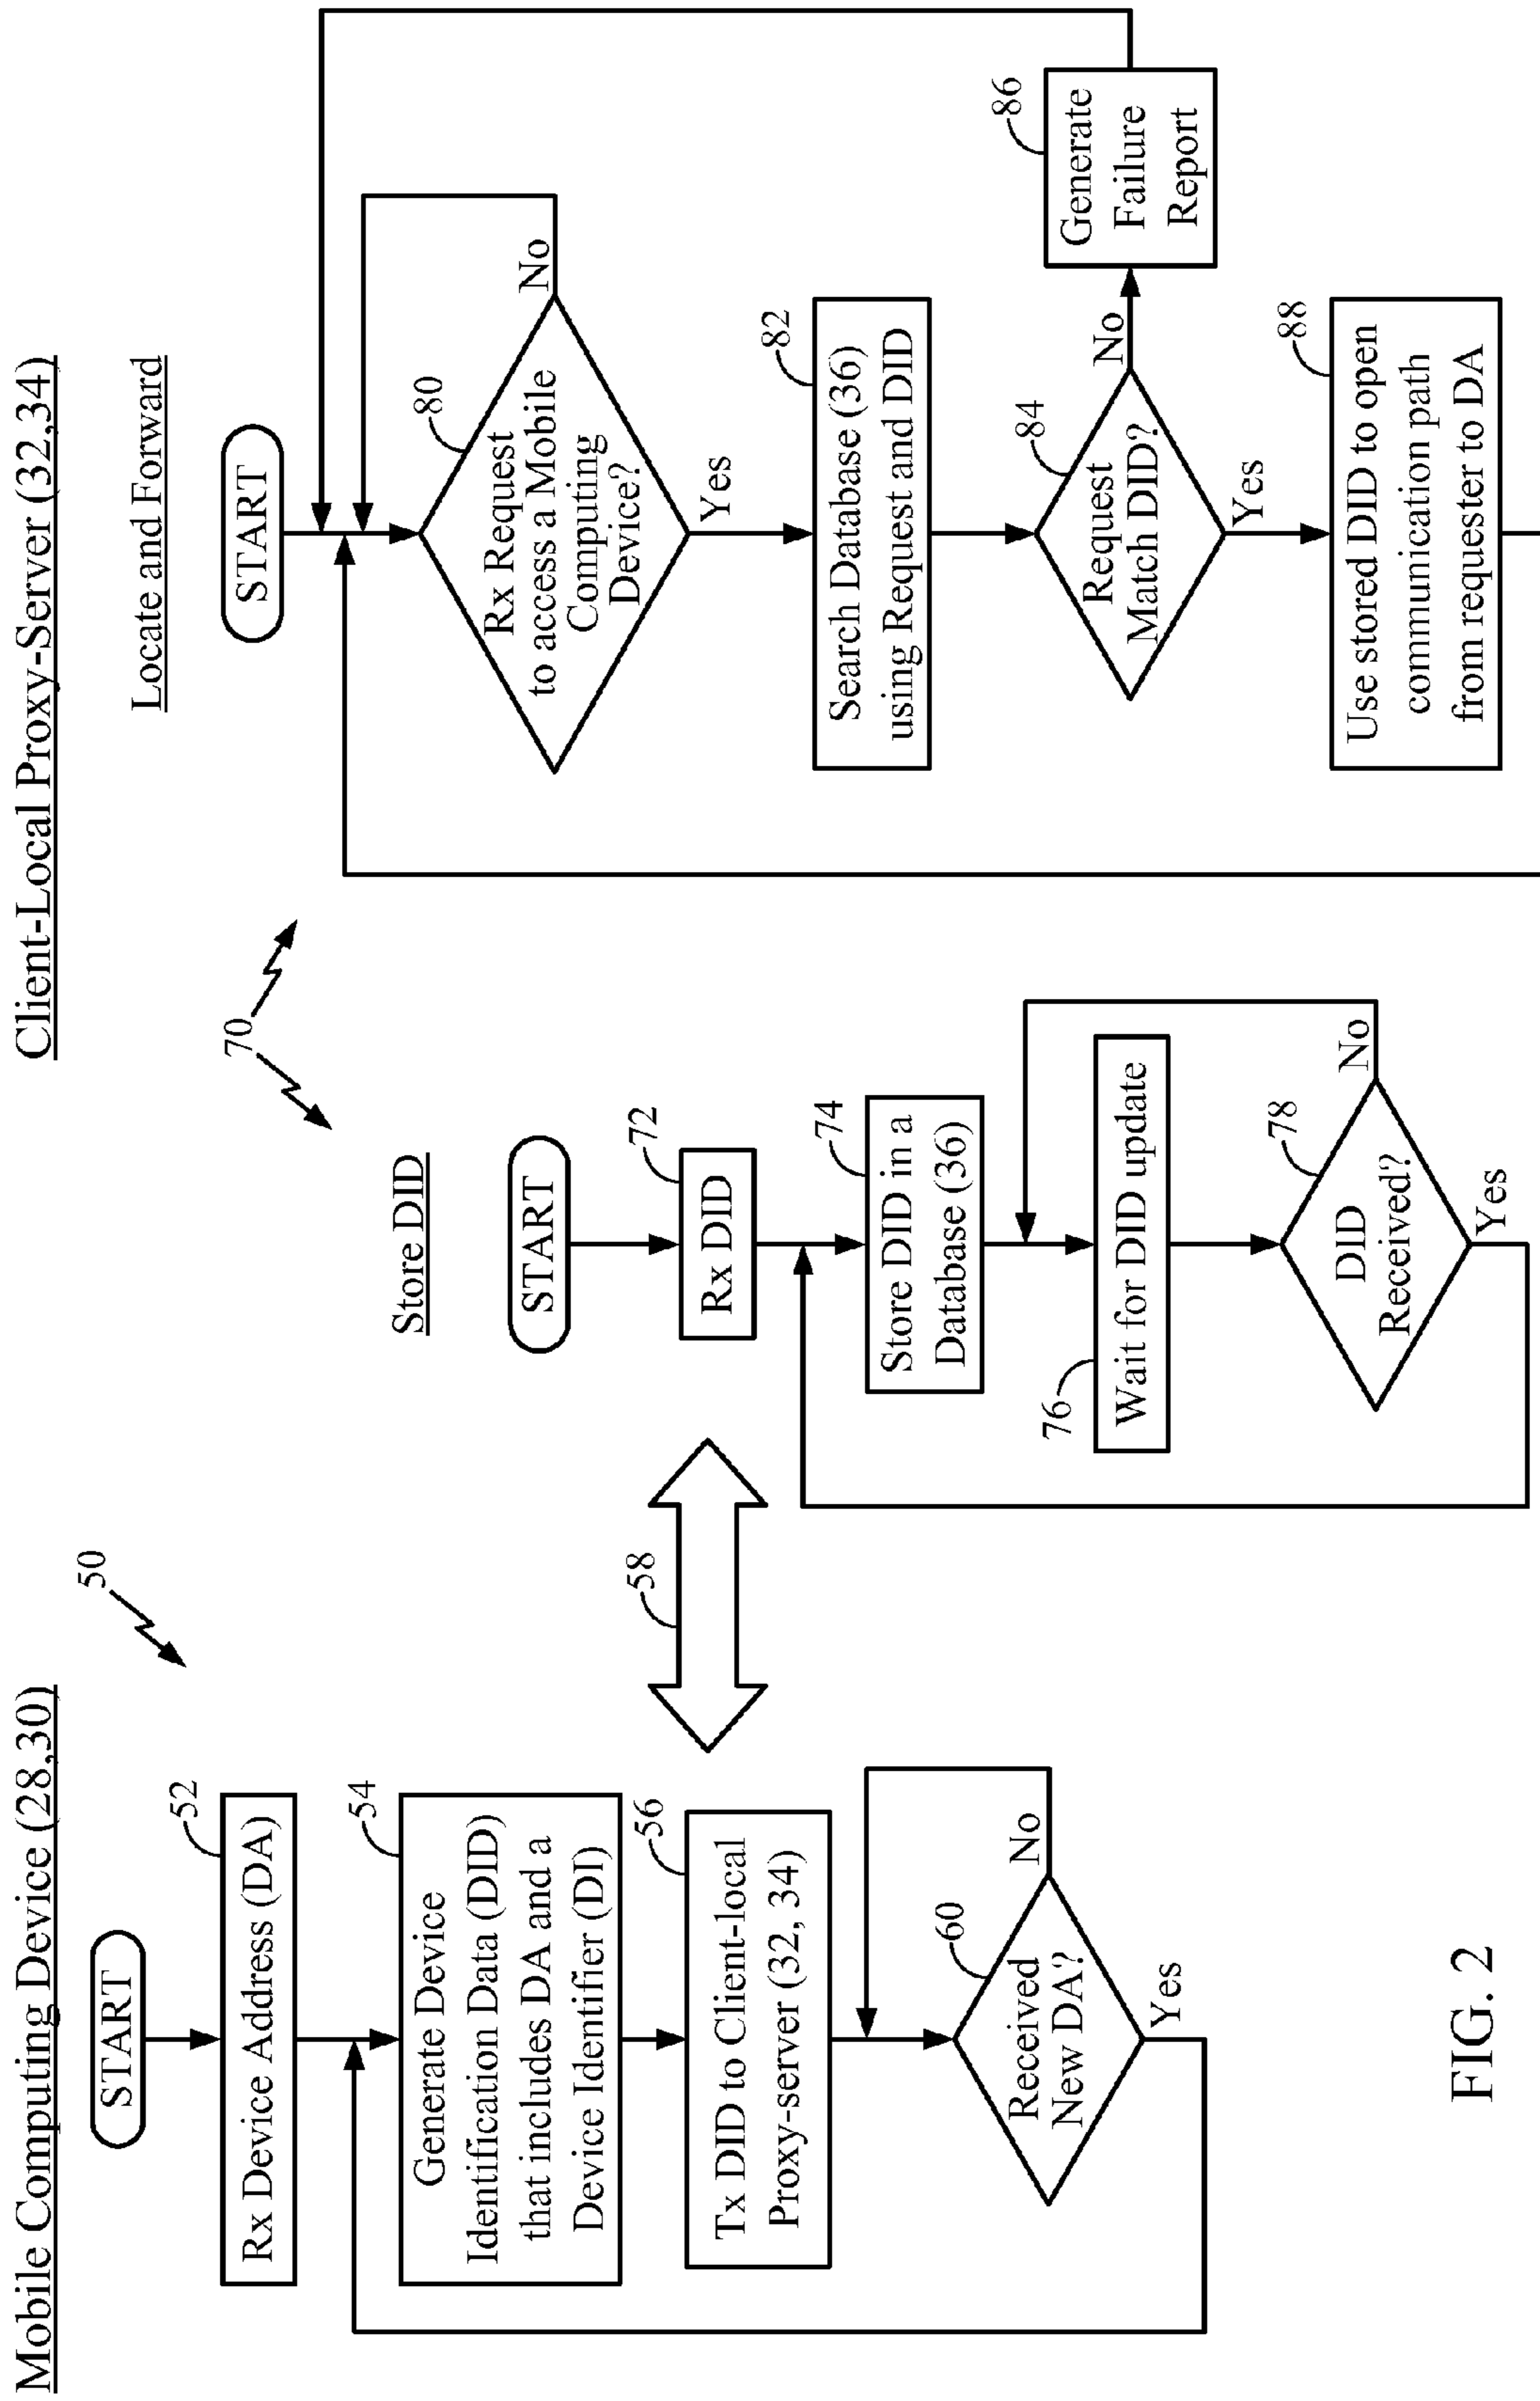 Mobile Computing Device (28,30)
50
START
52
Rx Device Address (DA)
54
Generate Device
Identification Data (DID)
that includes DA and a
Device Identifier (DI)
56
Tx DID to Client-local
Proxy-server (32, 34)
60
Received
New DA?
No
Yes
58
Client-Local Proxy-Server (32,34)
70
Store DID
START
72
Rx DID
74
Store DID in a
Database (36)
76
Wait for DID update
78
DID
Received?
No
Yes
Locate and Forward
START
80
Rx Request
to access a Mobile
Computing
Device?
No
Yes
82
Search Database (36)
using Request and DID
84
Request
Match DID?
No
Yes
86
Generate
Failure
Report
88
Use stored DID to open
communication path
from requester to DA
FIG. 2